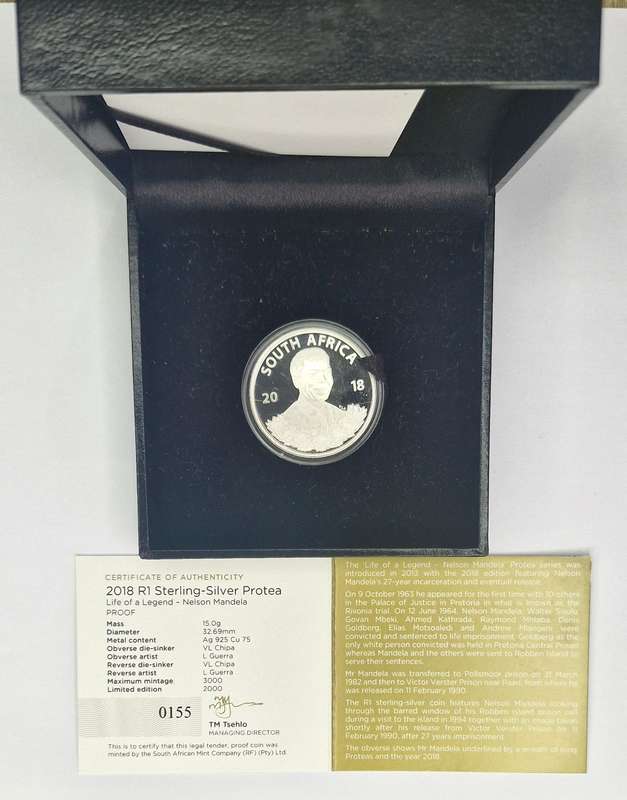 SOUTH AFRICA
20 18
CERTIFICATE OF AUTHENTICITY
2018 R1 Sterling-Silver Protea
Life of a Legend – Nelson Mandela
PROOF
Mass 15.0g
Diameter 32.69mm
Metal content Ag 925 Cu 75
Obverse die-sinker VL Chipa
Obverse artist L Guerra
Reverse die-sinker VL Chipa
Reverse artist L Guerra
Maximum mintage 3000
Limited edition 2000
0155
TM Tsehlo
MANAGING DIRECTOR
This is to certify that this legal tender, proof coin was
minted by the South African Mint Company (RF) (Pty) Ltd.
The 'Life of a Legend – Nelson Mandela' Protea series was
introduced in 2013 with the 2018 edition featuring Nelson
Mandela's 27-year incarceration and eventual release.
On 9 October 1963 he appeared for the first time with 10 others
in the Palace of Justice in Pretoria in what is known as the
Rivonia trial. On 12 June 1964, Nelson Mandela, Walter Sisulu,
Govan Mbeki, Ahmed Kathrada, Raymond Mhlaba, Denis
Goldberg, Elias Motsoaledi and Andrew Mlangeni were
convicted and sentenced to life imprisonment. Goldberg as the
only white person convicted was held in Pretoria Central Prison
whereas Mandela and the others were sent to Robben Island to
serve their sentences.
Mr Mandela was transferred to Pollsmoor prison on 31 March
1982 and then to Victor Verster Prison near Paarl, from where he
was released on 11 February 1990.
The R1 sterling-silver coin features Nelson Mandela looking
through the barred window of his Robben Island prison cell
during a visit to the island in 1994 together with an image taken
shortly after his release from Victor Verster Prison on 11
February 1990, after 27 years imprisonment.
The obverse shows Mr Mandela underlined by a wreath of King
Proteas and the year 2018.